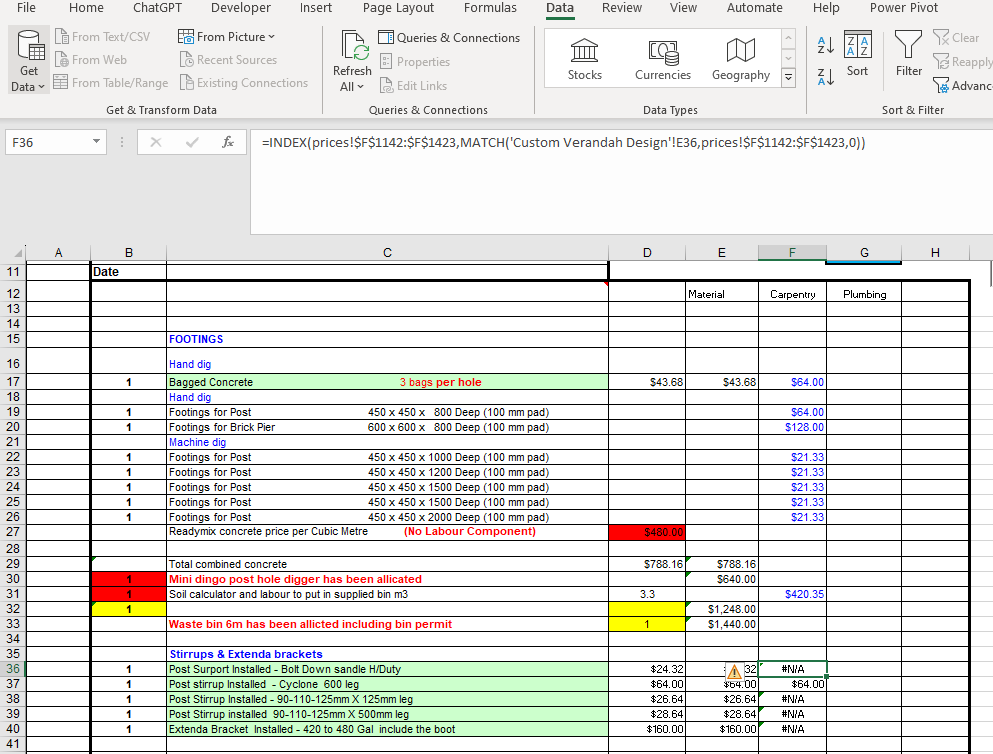 File Home ChatGPT Developer Insert Page Layout Formulas Data Review View Automate Help Power Pivot
Get Data
From Text/CSV
From Web
From Table/Range
From Picture
Recent Sources
Existing Connections
Get & Transform Data
Refresh All
Queries & Connections
Properties
Edit Links
Queries & Connections
Stocks Currencies Geography
Data Types
Sort
Filter
Clear
Reapply
Advanc
Sort & Filter
F36 fx =INDEX(prices!$F$1142:$F$1423,MATCH('Custom Verandah Design'!E36,prices!$F$1142:$F$1423,0))
A B C D E F G H
11 Date
12 Material Carpentry Plumbing
13
14
15 FOOTINGS
16 Hand dig
17 1 Bagged Concrete 3 bags per hole $43.68 $43.68 $64.00
18 Hand dig
19 1 Footings for Post 450 x 450 x 800 Deep (100 mm pad) $64.00
20 1 Footings for Brick Pier 600 x 600 x 800 Deep (100 mm pad) $128.00
21 Machine dig
22 1 Footings for Post 450 x 450 x 1000 Deep (100 mm pad) $21.33
23 1 Footings for Post 450 x 450 x 1200 Deep (100 mm pad) $21.33
24 1 Footings for Post 450 x 450 x 1500 Deep (100 mm pad) $21.33
25 1 Footings for Post 450 x 450 x 1500 Deep (100 mm pad) $21.33
26 1 Footings for Post 450 x 450 x 2000 Deep (100 mm pad) $21.33
27 Readymix concrete price per Cubic Metre (No Labour Component) $480.00
28
29 Total combined concrete $788.16 $788.16
30 1 Mini dingo post hole digger has been allicated $640.00
31 1 Soil calculator and labour to put in supplied bin m3 3.3 $420.35
32 1 $1,248.00
33 Waste bin 6m has been allicted including bin permit 1 $1,440.00
34
35 Stirrups & Extenda brackets
36 1 Post Surport Installed - Bolt Down sandle H/Duty $24.32 32 #N/A
37 1 Post stirrup Installed - Cyclone 600 leg $64.00 $64.00 $64.00
38 1 Post Stirrup Installed - 90-110-125mm X 125mm leg $26.64 $26.64 #N/A
39 1 Post Stirrup installed 90-110-125mm X 500mm leg $28.64 $28.64 #N/A
40 1 Extenda Bracket Installed - 420 to 480 Gal include the boot $160.00 $160.00 #N/A
41